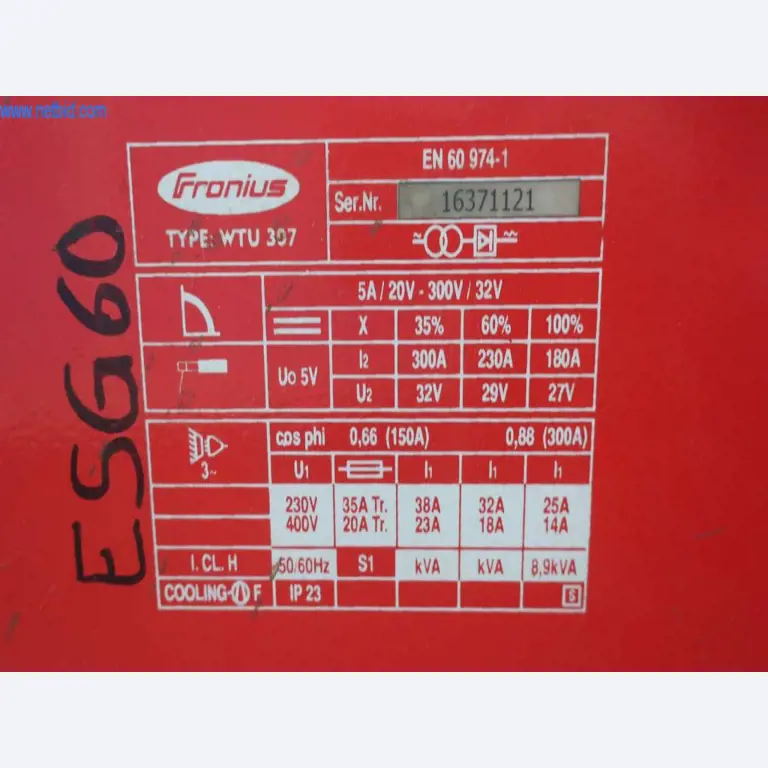 www.netbid.com
Fronius
TYPE: WTU 307
EN 60 974-1
Ser.Nr. 16371121
5A / 20V - 300V / 32V
X 35% 60% 100%
Uo 5V
I2 300A 230A 180A
U2 32V 29V 27V
3~
cos phi 0,66 (150A) 0,88 (300A)
U1 I1 I1 I1
230V 35A Tr. 38A 32A 25A
400V 20A Tr. 23A 18A 14A
I. CL. H 50/60Hz S1 kVA kVA 8,9kVA
COOLING- F IP 23 S
ESG60